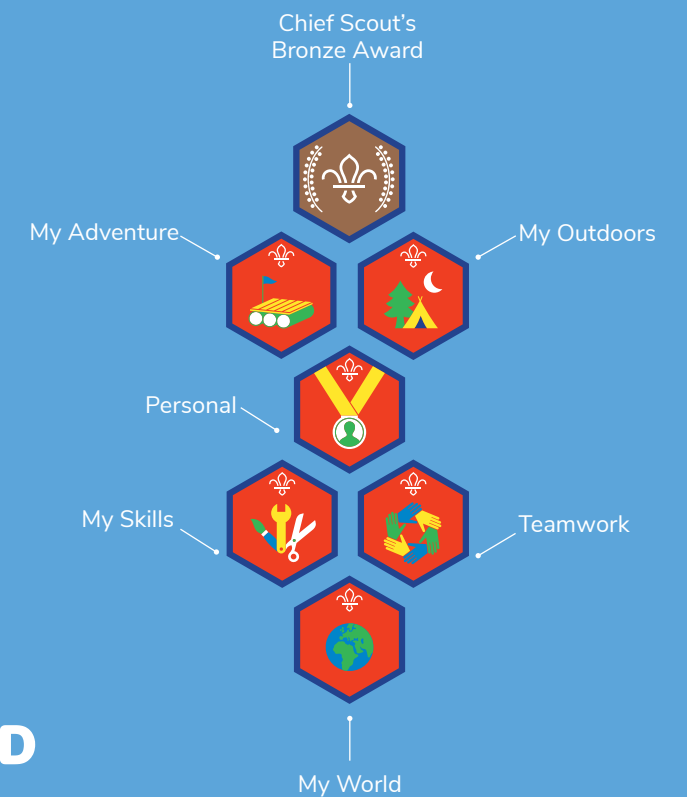 Chief Scout's
Bronze Award
My Adventure
My Outdoors
Personal
My Skills
Teamwork
D
My World